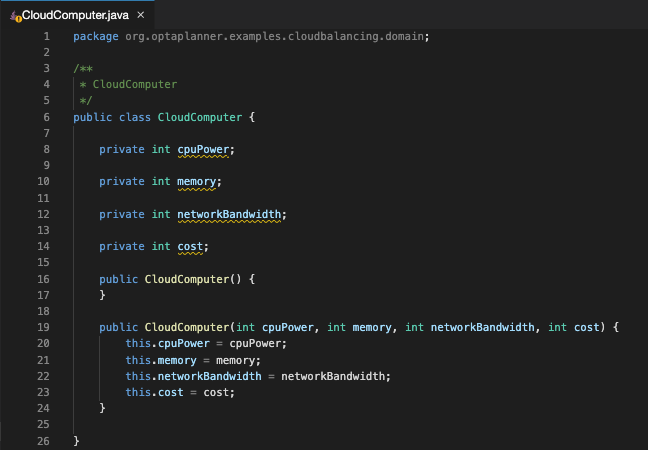 CloudComputer.java ×
1 package org.optaplanner.examples.cloudbalancing.domain;
2
3 /**
4  * CloudComputer
5  */
6 public class CloudComputer {
7
8     private int cpuPower;
9
10     private int memory;
11
12     private int networkBandwidth;
13
14     private int cost;
15
16     public CloudComputer() {
17     }
18
19     public CloudComputer(int cpuPower, int memory, int networkBandwidth, int cost) {
20         this.cpuPower = cpuPower;
21         this.memory = memory;
22         this.networkBandwidth = networkBandwidth;
23         this.cost = cost;
24     }
25
26 }